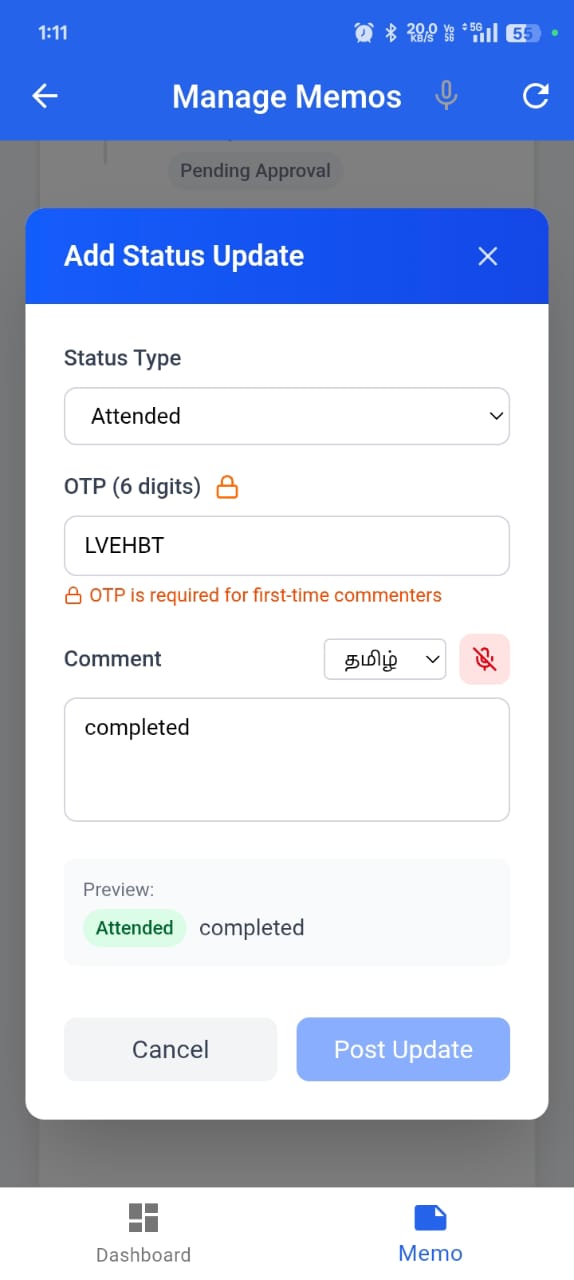 1:11
20.0 KB/S
Vo 5G
5G
55
Manage Memos
Pending Approval
Add Status Update
Status Type
Attended
OTP (6 digits)
LVEHBT
OTP is required for first-time commenters
Comment
தமிழ்
completed
Preview:
Attended completed
Cancel
Post Update
Dashboard
Memo